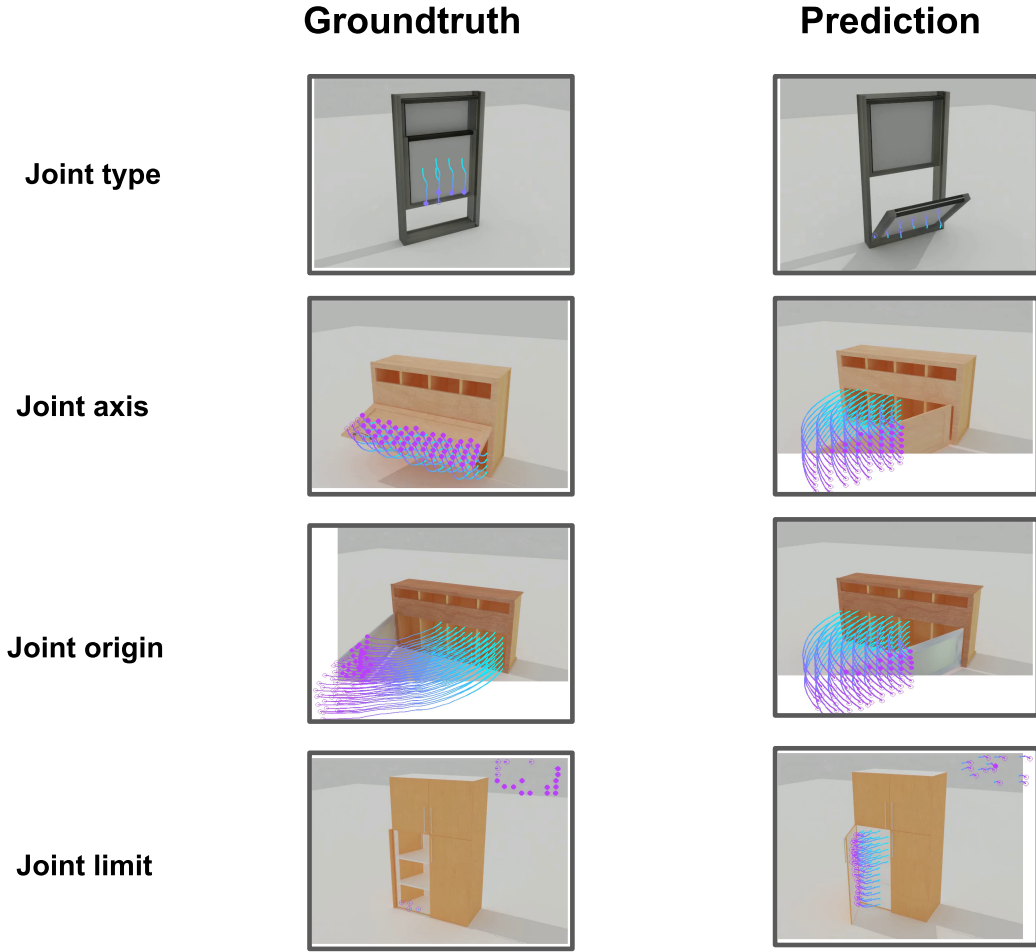 Groundtruth
Prediction
Joint type
Joint axis
Joint origin
Joint limit